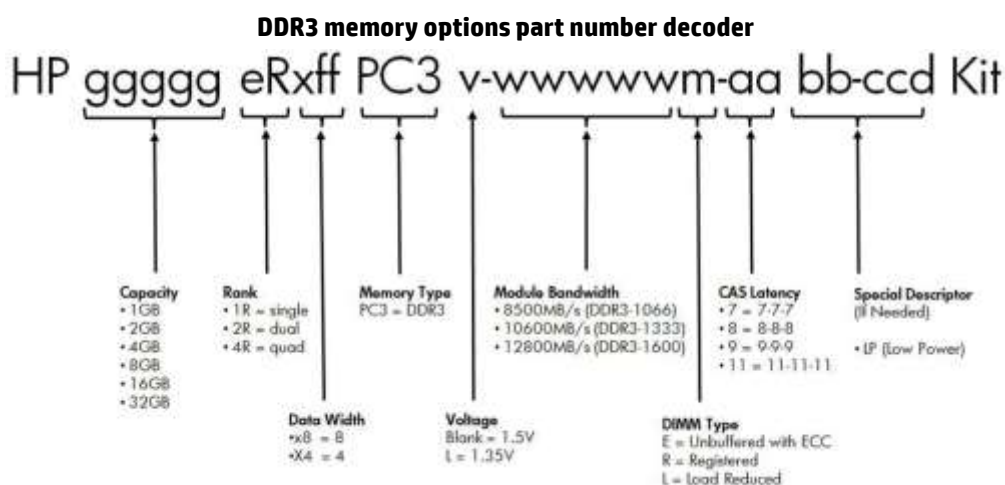 DDR3 memory options part number decoder
HP ggggg eRxff PC3 v-wwwwwm-aa bb-ccd Kit
Capacity
• 1GB
• 2GB
• 4GB
• 8GB
• 16GB
• 32GB
Rank
• 1R = single
• 2R = dual
• 4R = quad
Memory Type
PC3 = DDR3
Module Bandwidth
• 8500MB/s (DDR3-1066)
• 10600MB/s (DDR3-1333)
• 12800MB/s (DDR3-1600)
CAS Latency
• 7 = 7-7-7
• 8 = 8-8-8
• 9 = 9-9-9
• 11 = 11-11-11
Special Descriptor
(If Needed)
• LP (Low Power)
Data Width
•x8 = 8
•X4 = 4
Voltage
Blank = 1.5V
L = 1.35V
DIMM Type
E = Unbuffered with ECC
R = Registered
L = Load Reduced